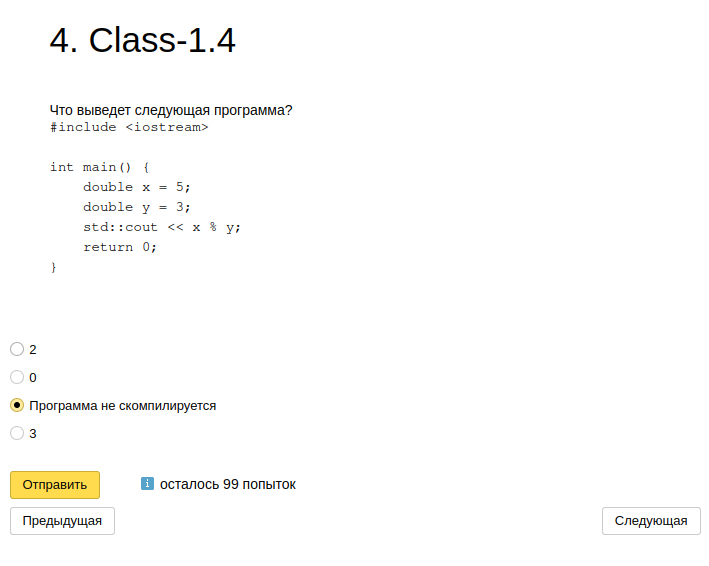 4. Class-1.4
Что выведет следующая программа?
#include <iostream>
int main() {
    double x = 5;
    double y = 3;
    std::cout << x % y;
    return 0;
}
2
0
Программа не скомпилируется
3
Отправить
i осталось 99 попыток
Предыдущая
Следующая